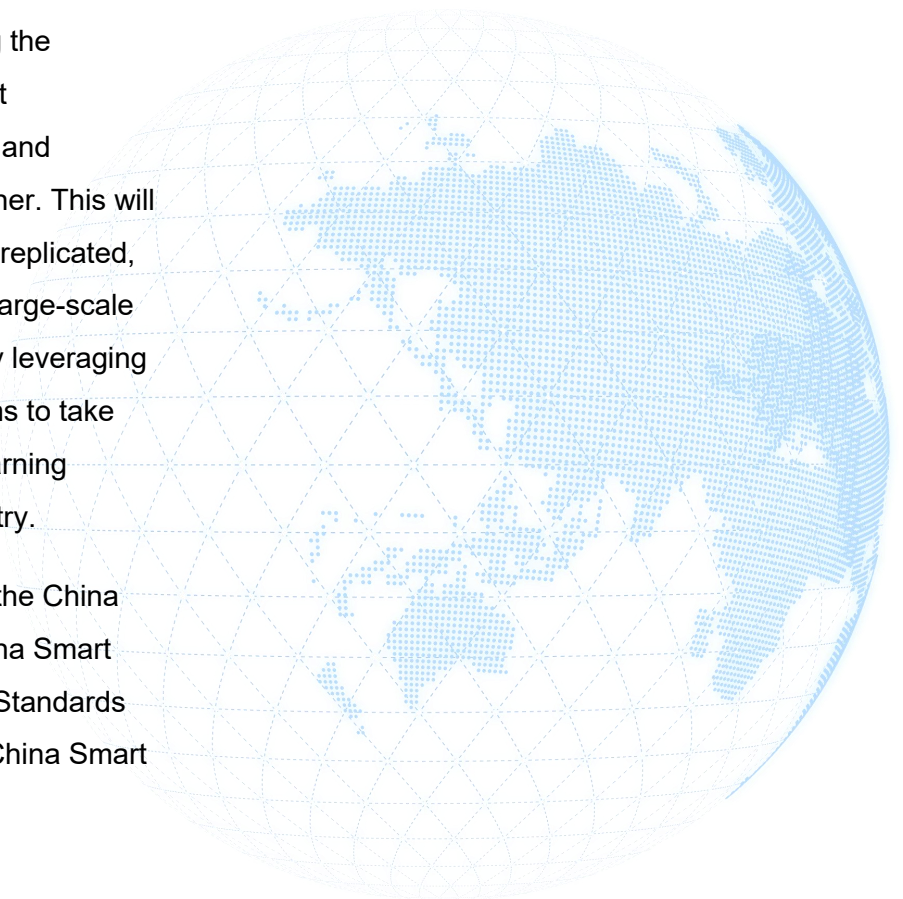 the
t
and
her. This will
replicated,
arge-scale
y leveraging
ns to take
arning
try.
the China
na Smart
Standards
China Smart